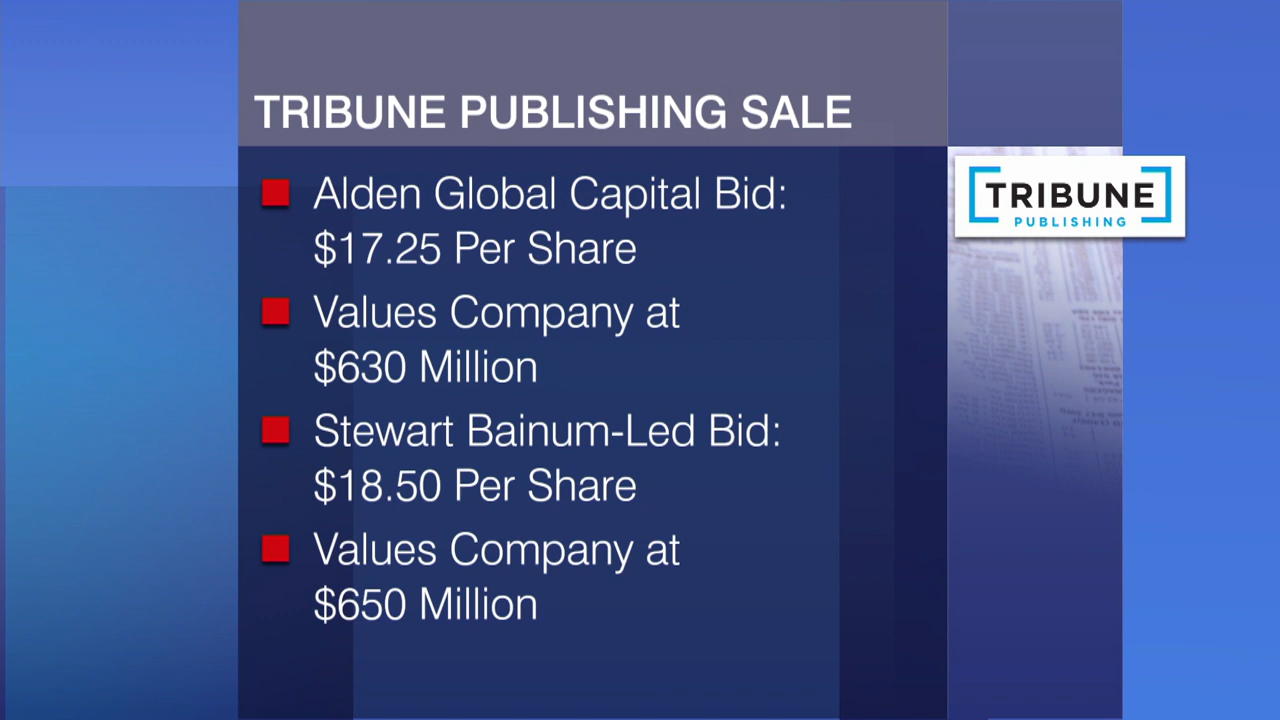 TRIBUNE PUBLISHING SALE
Alden Global Capital Bid:
$17.25 Per Share
Values Company at
$630 Million
Stewart Bainum-Led Bid:
$18.50 Per Share
Values Company at
$650 Million
TRIBUNE
PUBLISHING